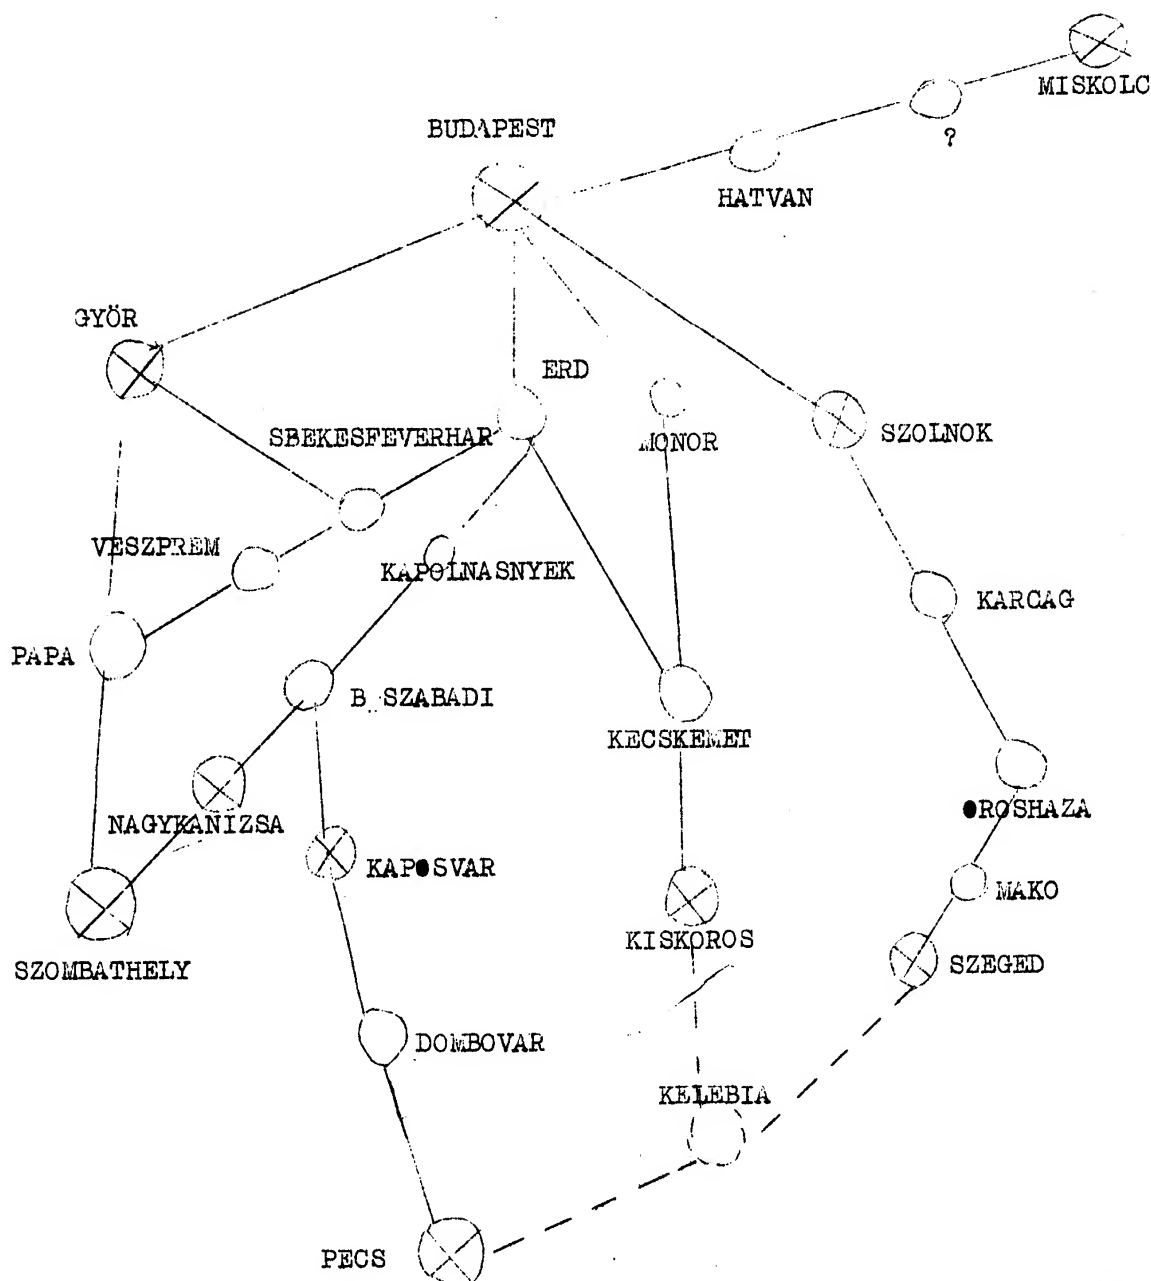 MISKOLC
BUDAPEST
?
HATVAN
GYÖR
ERD
SBEKESFEVERHAR
MONOR
SZOLNOK
VESZPREM
KAPOLNASNYEK
KARCAG
PAPA
B. SZABADI
KECSKEMET
NAGYKANIZSA
OROSHAZA
KAPOSVAR
MAKO
KISKOROS
SZOMBATHELY
SZEGED
DOMBOVAR
KELEBIA
PECS